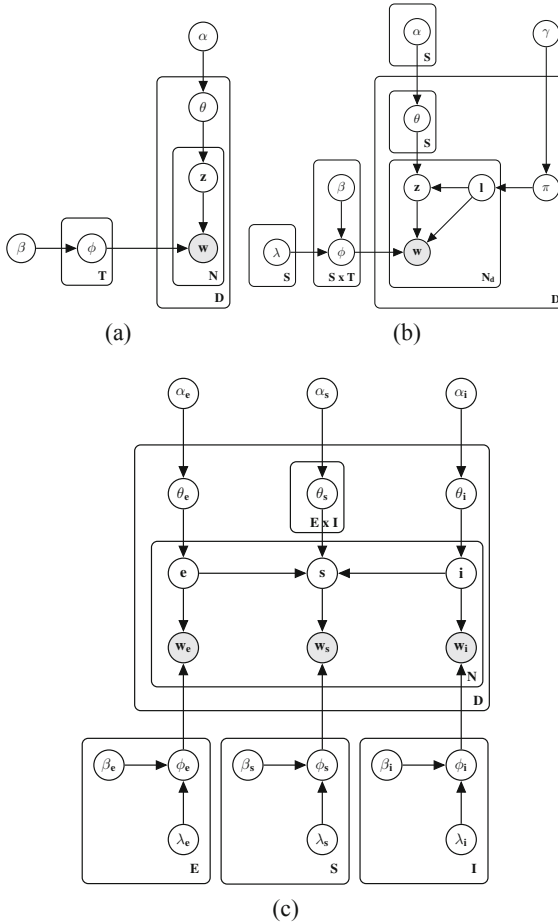 α
θ
z
w
N
D
β
ϕ
T
(a)
α
S
γ
θ
S
z
l
π
β
w
λ
S
ϕ
S x T
N_d
D
(b)
α_e
α_s
α_i
θ_e
θ_s
θ_i
E x I
e
s
i
w_e
w_s
w_i
N
D
β_e
ϕ_e
β_s
ϕ_s
β_i
ϕ_i
λ_e
λ_s
λ_i
E
S
I
(c)